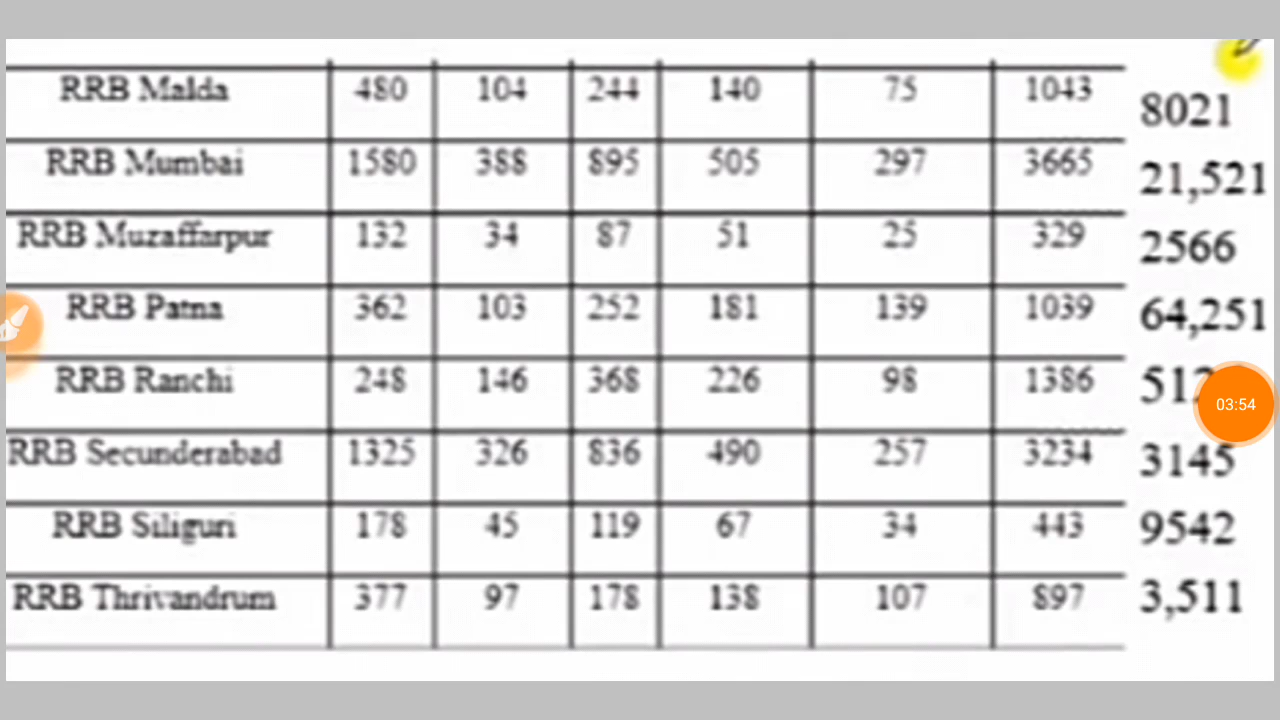 RRB Malda 480 104 244 140 75 1043 8021
RRB Mumbai 1580 388 895 505 297 3665 21,521
RRB Muzaffarpur 132 34 87 51 25 329 2566
RRB Patna 362 103 252 181 139 1039 64,251
RRB Ranchi 248 146 368 226 98 1386
03:54
RRB Secunderabad 1325 326 836 490 257 3234 3145
RRB Siliguri 178 45 119 67 34 443 9542
RRB Thrivandrum 377 97 178 138 107 897 3,511